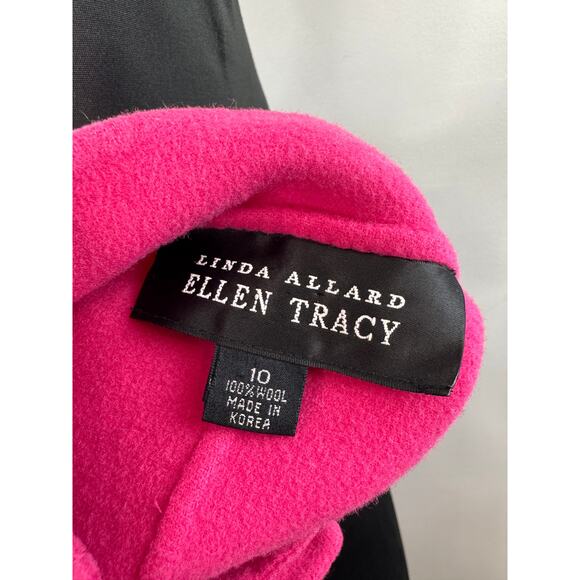 LINDA ALLARD
ELLEN TRACY
10
100% WOOL
MADE IN
KOREA